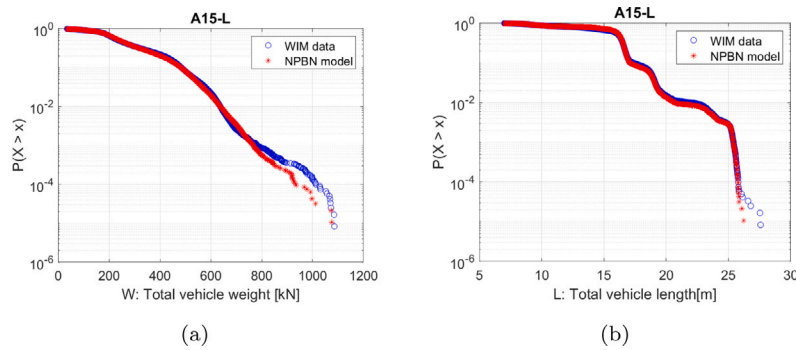 A15-L
10^0
10^-2
10^-4
10^-6
P(X > x)
WIM data
NPBN model
0 200 400 600 800 1000 1200
W: Total vehicle weight [kN]
(a)
A15-L
10^0
10^-2
10^-4
10^-6
P(X > x)
WIM data
NPBN model
5 10 15 20 25 30
L: Total vehicle length[m]
(b)